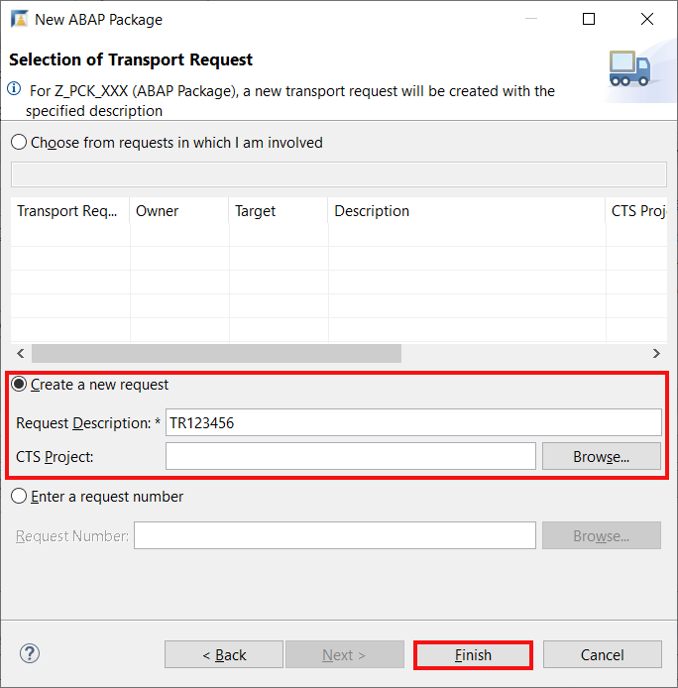 New ABAP Package
Selection of Transport Request
For Z_PCK_XXX (ABAP Package), a new transport request will be created with the
specified description
Choose from requests in which I am involved
Transport Req... Owner Target Description CTS Proj
Create a new request
Request Description: * TR123456
CTS Project: Browse...
Enter a request number
Request Number: Browse...
? < Back Next > Finish Cancel